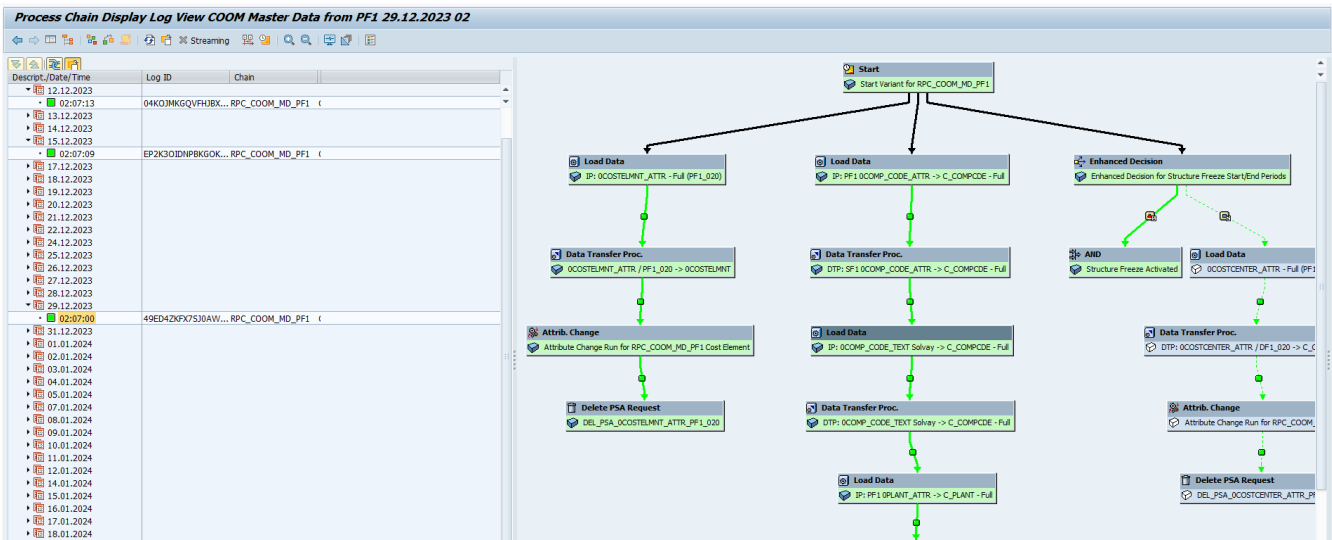 Process Chain Display Log View COOM Master Data from PF1 29.12.2023 02
Streaming
Descript./Date/Time Log ID Chain
12.12.2023
02:07:13 04KOJMKGQVFHJBX... RPC_COOM_MD_PF1 (
13.12.2023
14.12.2023
15.12.2023
02:07:09 EP2K3OIDNPBKGOK... RPC_COOM_MD_PF1 (
17.12.2023
18.12.2023
19.12.2023
20.12.2023
21.12.2023
22.12.2023
24.12.2023
25.12.2023
26.12.2023
27.12.2023
28.12.2023
29.12.2023
02:07:00 49ED4ZKFX7SJ0AW... RPC_COOM_MD_PF1 (
31.12.2023
01.01.2024
02.01.2024
03.01.2024
04.01.2024
05.01.2024
07.01.2024
08.01.2024
09.01.2024
10.01.2024
11.01.2024
12.01.2024
14.01.2024
15.01.2024
16.01.2024
17.01.2024
18.01.2024
Start
Start Variant for RPC_COOM_MD_PF1
Load Data
IP: 0COSTELMNT_ATTR - Full (PF1_020)
Load Data
IP: PF1 0COMP_CODE_ATTR -> C_COMPCDE - Full
Enhanced Decision
Enhanced Decision for Structure Freeze Start/End Periods
Data Transfer Proc.
0COSTELMNT_ATTR / PF1_020 -> 0COSTELMNT
Data Transfer Proc.
DTP: SF1 0COMP_CODE_ATTR -> C_COMPCDE - Full
AND
Structure Freeze Activated
Load Data
0COSTCENTER_ATTR - Full (PF1
Attrib. Change
Attribute Change Run for RPC_COOM_MD_PF1 Cost Element
Load Data
IP: 0COMP_CODE_TEXT Solvay -> C_COMPCDE - Full
Data Transfer Proc.
DTP: 0COSTCENTER_ATTR / DF1_020 -> C_C
Delete PSA Request
DEL_PSA_0COSTELMNT_ATTR_PF1_020
Data Transfer Proc.
DTP: 0COMP_CODE_TEXT Solvay -> C_COMPCDE - Full
Attrib. Change
Attribute Change Run for RPC_COOM_
Load Data
IP: PF1 0PLANT_ATTR -> C_PLANT - Full
Delete PSA Request
DEL_PSA_0COSTCENTER_ATTR_PF